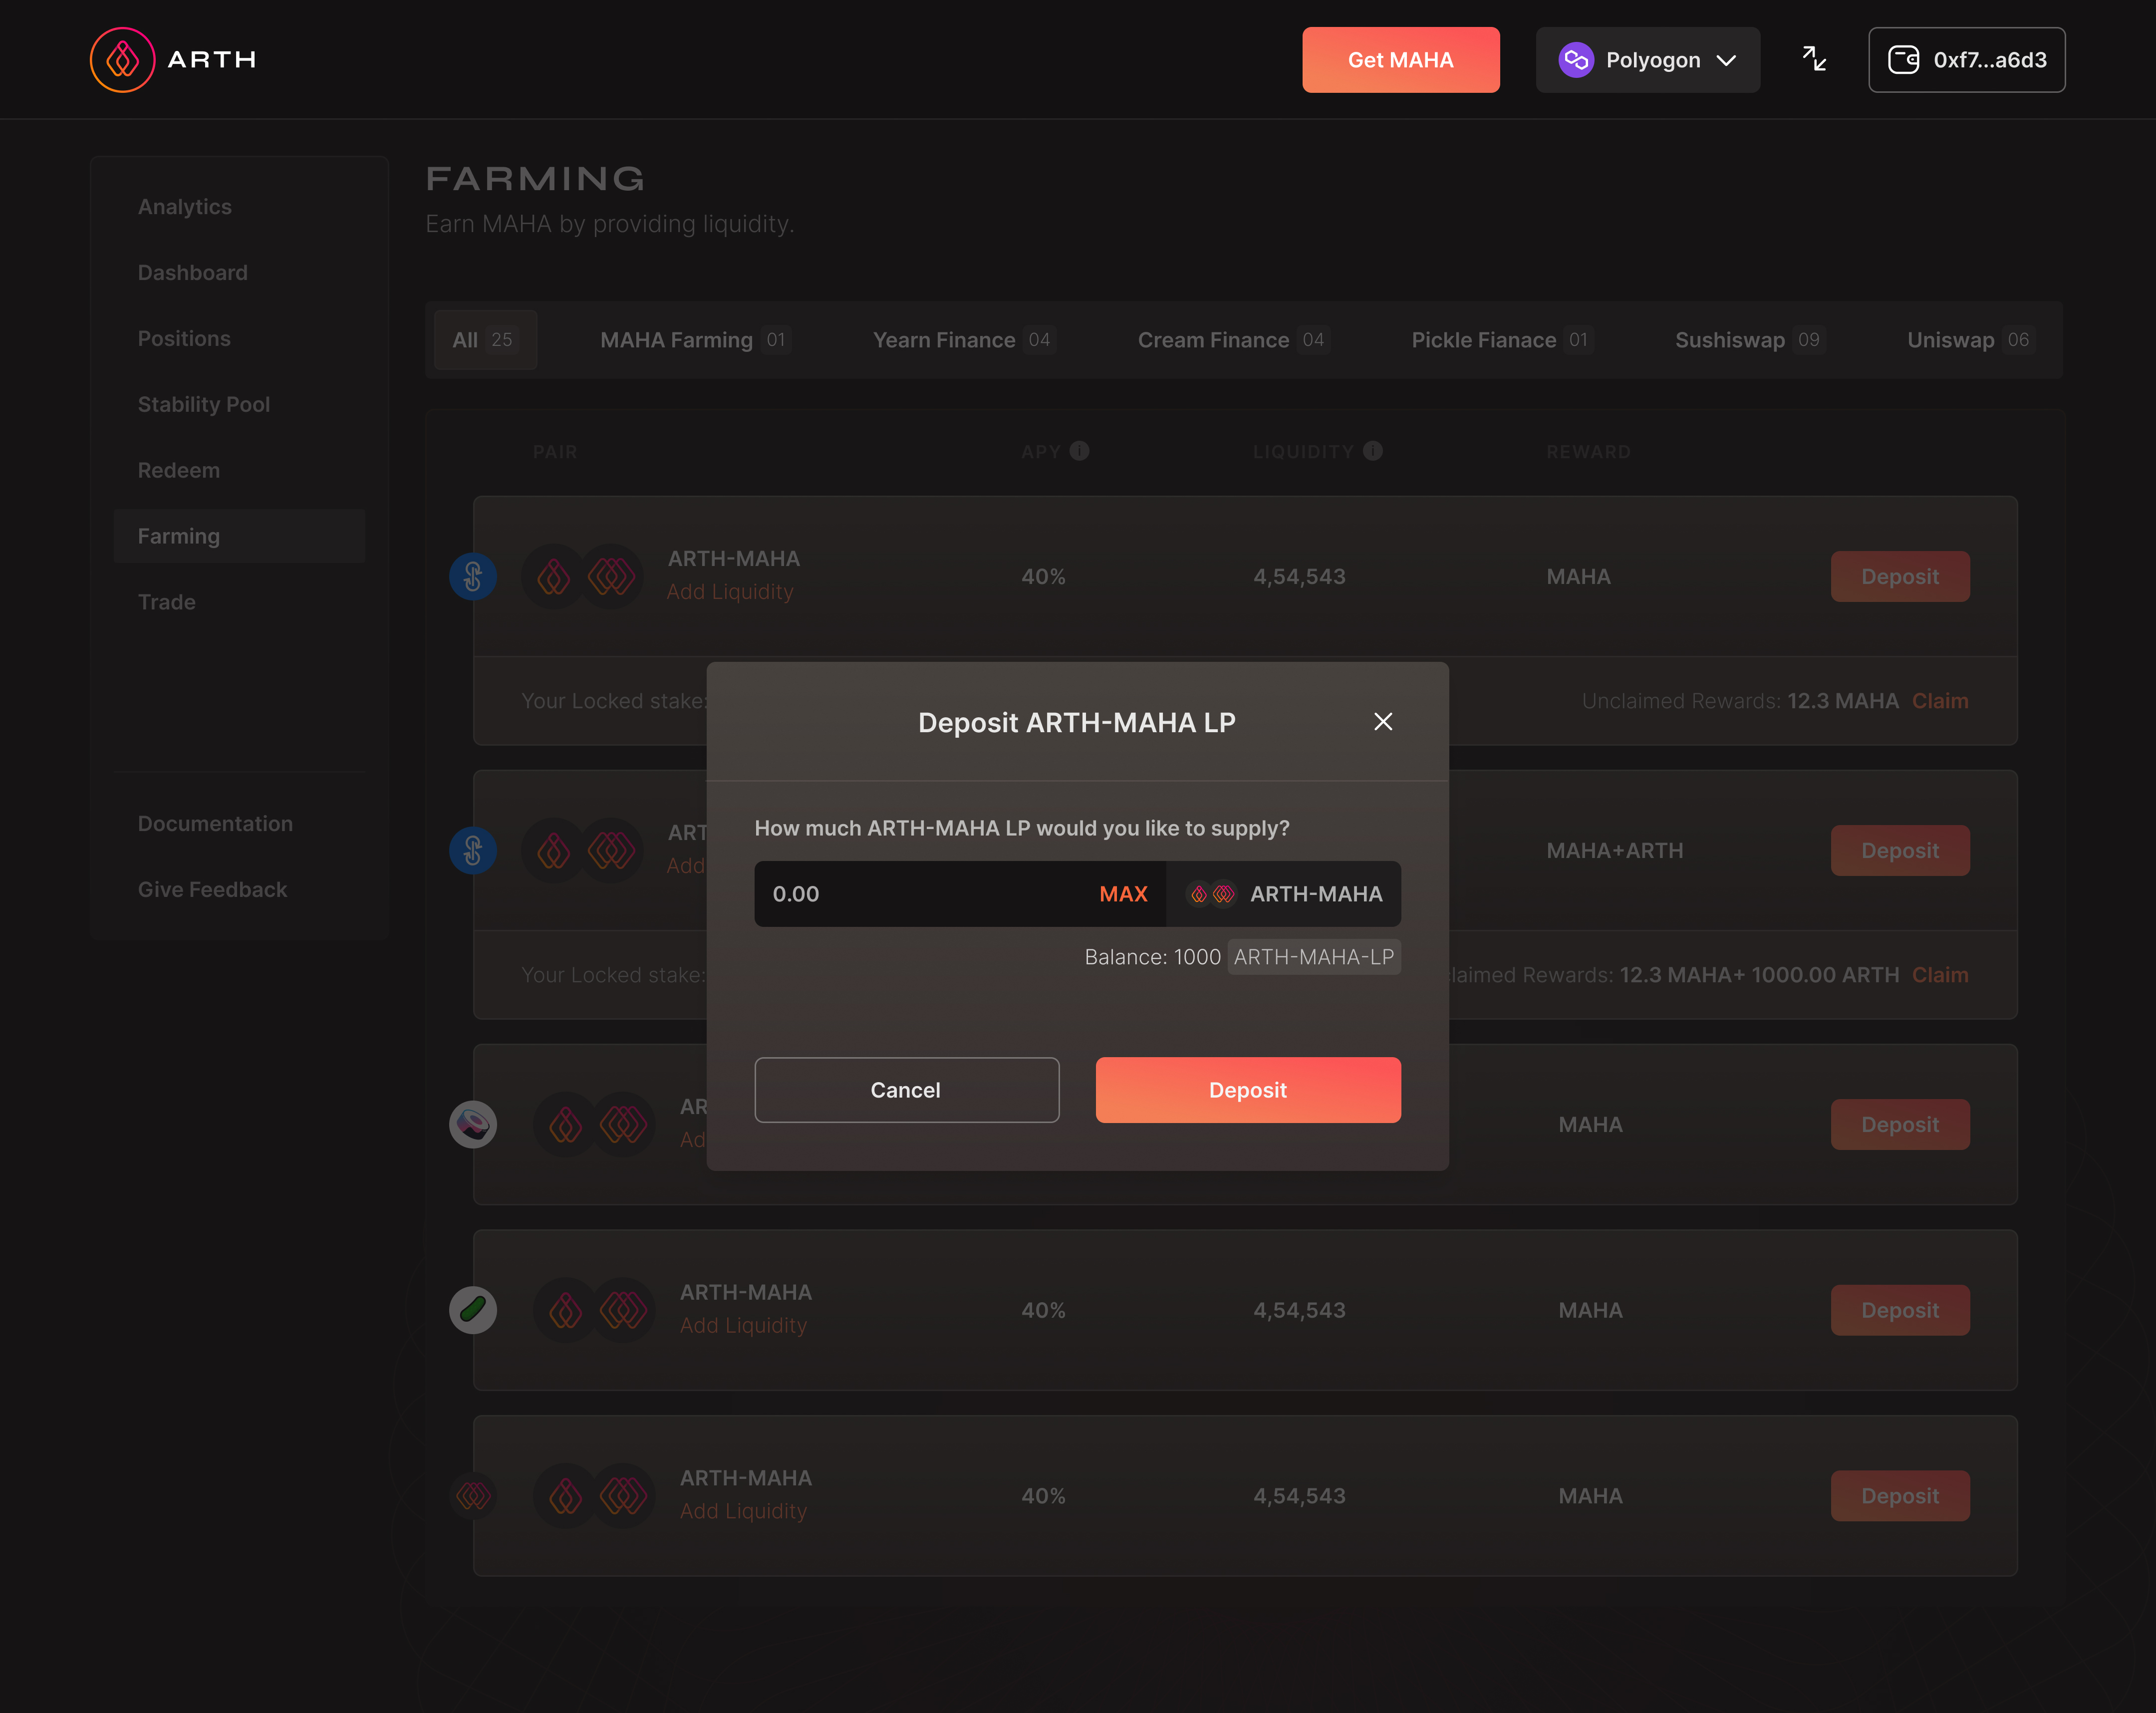 ARTH
Get MAHA
Polyogon
0xf7...a6d3
Analytics
Dashboard
Positions
Stability Pool
Redeem
Farming
Trade
Documentation
Give Feedback
FARMING
Earn MAHA by providing liquidity.
All 25 MAHA Farming 01 Yearn Finance 04 Cream Finance 04 Pickle Fianace 01 Sushiswap 09 Uniswap 06
PAIR APY i LIQUIDITY i REWARD
ARTH-MAHA
Add Liquidity
40% 4,54,543 MAHA Deposit
Your Locked stake: Unclaimed Rewards: 12.3 MAHA Claim
MAHA+ARTH Deposit
Your Locked stake: Rewards: 12.3 MAHA+ 1000.00 ARTH Claim
MAHA Deposit
ARTH-MAHA
Add Liquidity
40% 4,54,543 MAHA Deposit
ARTH-MAHA
Add Liquidity
40% 4,54,543 MAHA Deposit
Deposit ARTH-MAHA LP
How much ARTH-MAHA LP would you like to supply?
0.00 MAX ARTH-MAHA
Balance: 1000 ARTH-MAHA-LP
Cancel Deposit